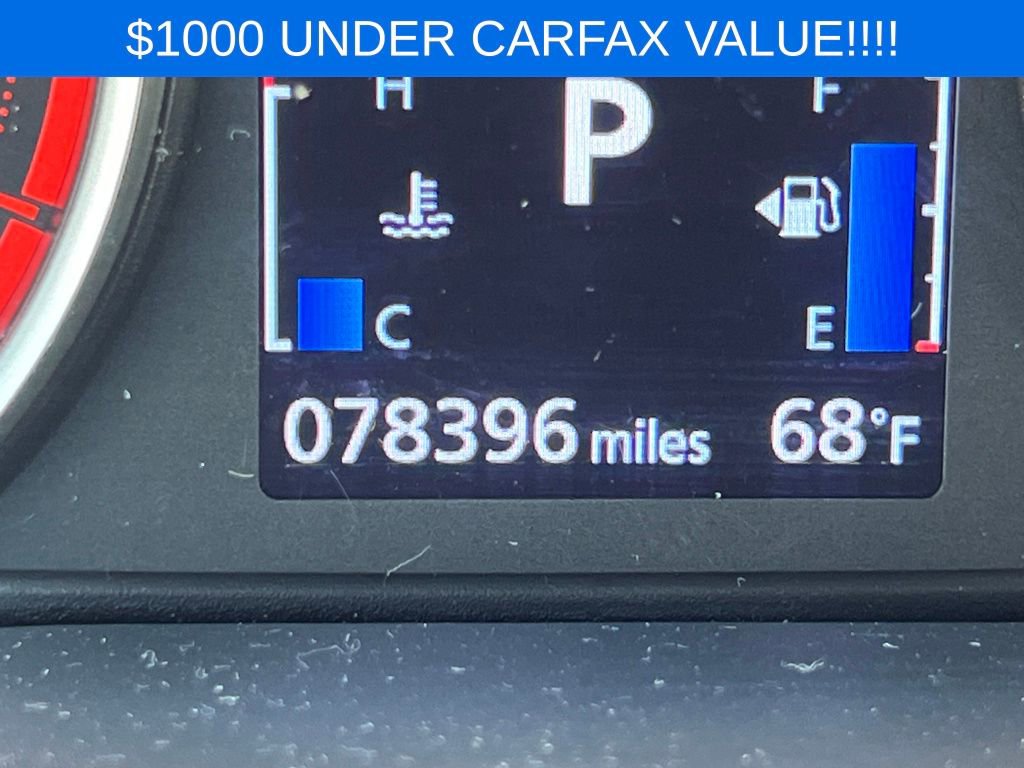 $1000 UNDER CARFAX VALUE!!!!
H P F
C E
078396 miles 68°F